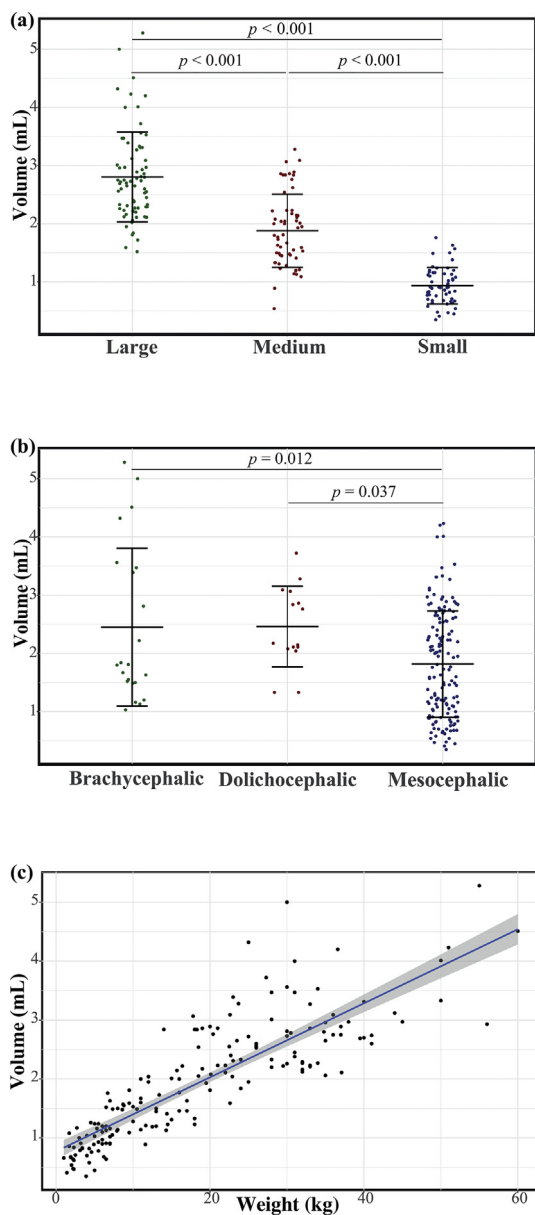 (a)
p < 0.001
p < 0.001 p < 0.001
5
4
3
2
1
Volume (mL)
Large Medium Small
(b)
p = 0.012
p = 0.037
5
4
3
2
1
Volume (mL)
Brachycephalic Dolichocephalic Mesocephalic
(c)
5
4
3
2
1
Volume (mL)
0 20 40 60
Weight (kg)